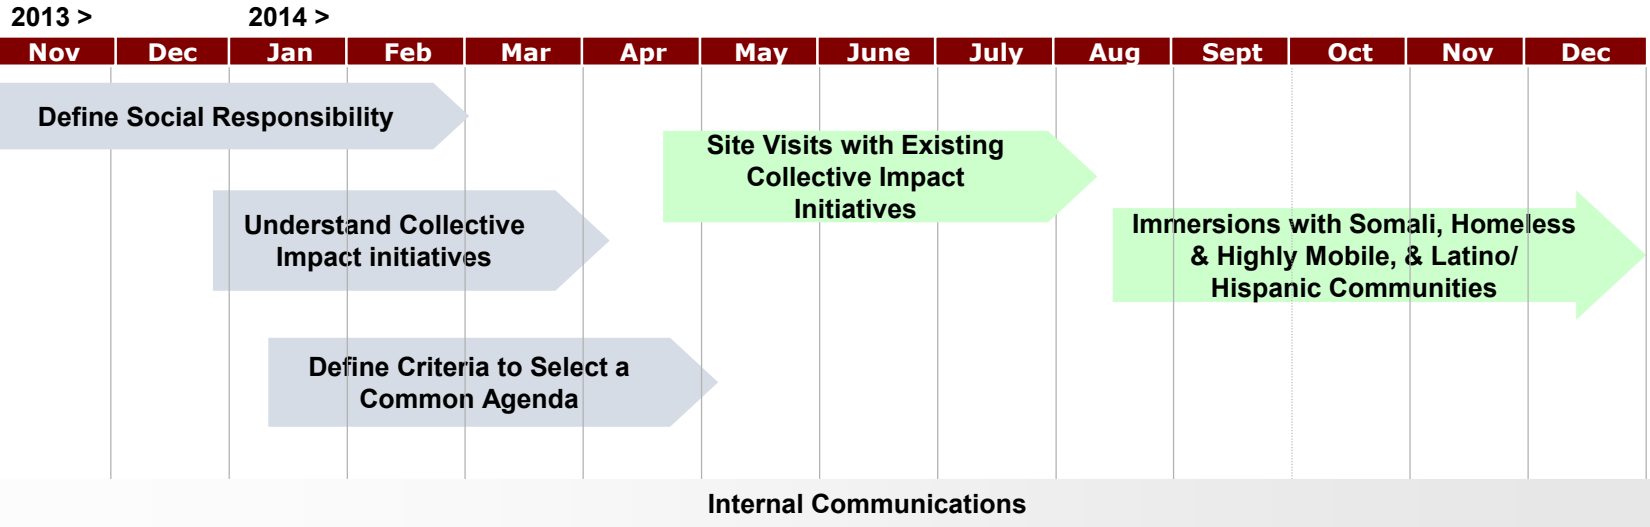 2013 > 2014 >
Nov Dec Jan Feb Mar Apr May June July Aug Sept Oct Nov Dec
Define Social Responsibility
Site Visits with Existing
Collective Impact
Initiatives
Understand Collective
Impact initiatives
Immersions with Somali, Homeless
& Highly Mobile, & Latino/
Hispanic Communities
Define Criteria to Select a
Common Agenda
Internal Communications